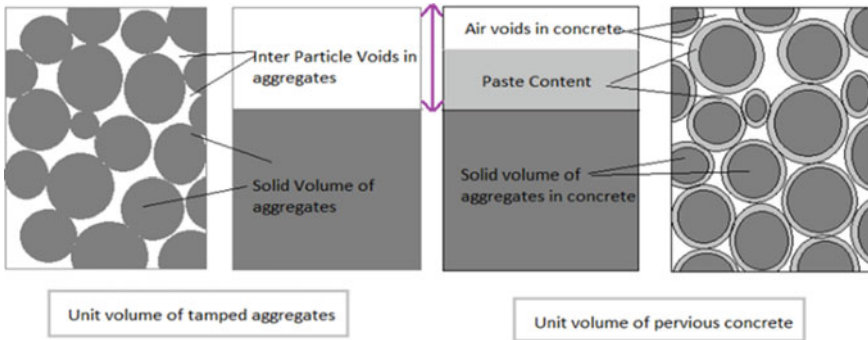 Inter Particle Voids in
aggregates
Solid Volume of
aggregates
Air voids in concrete
Paste Content
Solid volume of
aggregates in concrete
Unit volume of tamped aggregates
Unit volume of pervious concrete